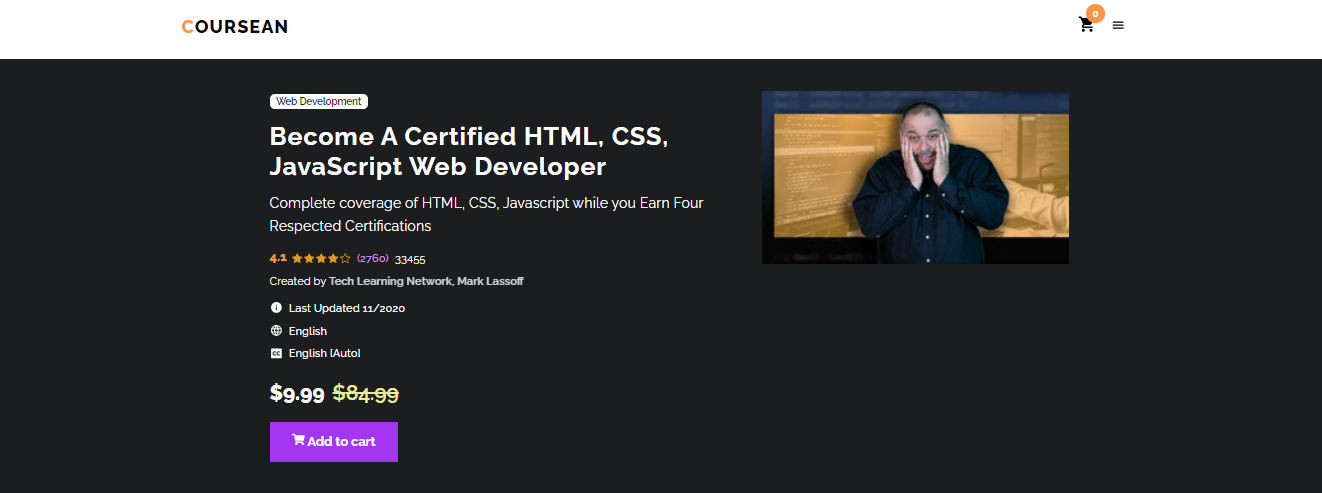 COURSEAN
0
Web Development
Become A Certified HTML, CSS,
JavaScript Web Developer
Complete coverage of HTML, CSS, Javascript while you Earn Four
Respected Certifications
4.1 (2760) 33455
Created by Tech Learning Network, Mark Lassoff
Last Updated 11/2020
English
CC English [Auto]
$9.99 $84.99
Add to cart